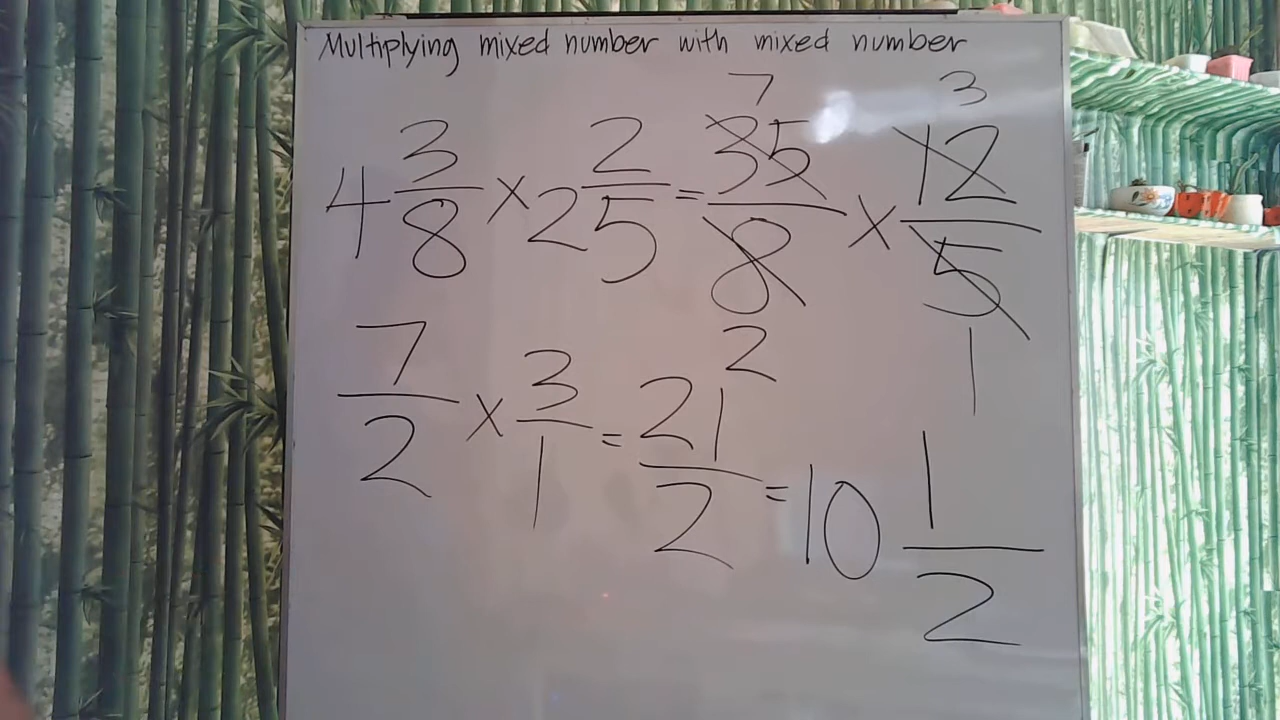 Multiplying mixed number with mixed number
7 3
4 3/8 × 2 2/5 = 35/8 × 12/5
2 1
7/2 × 3/1 = 21/2 = 10 1/2